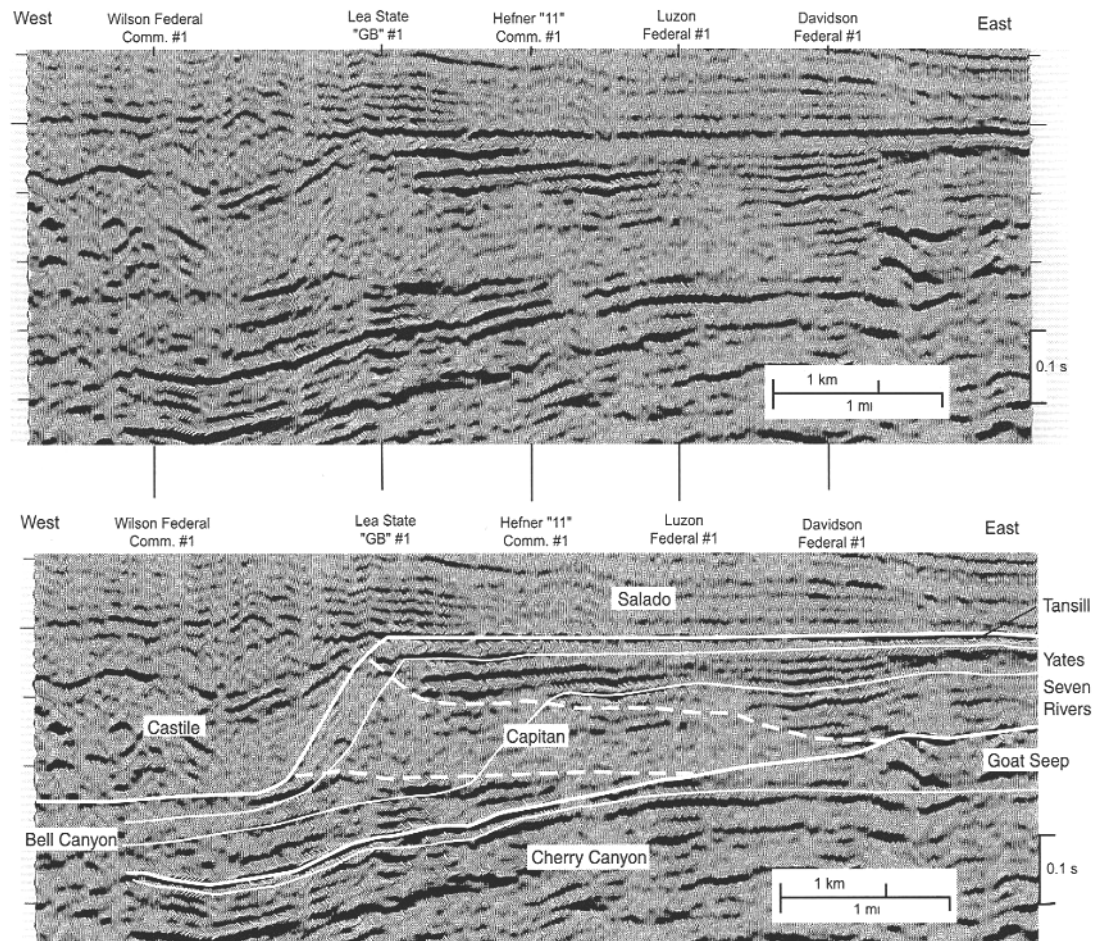 West
Wilson Federal
Comm. #1
Lea State
"GB" #1
Hefner "11"
Comm. #1
Luzon
Federal #1
Davidson
Federal #1
East
0.1 s
1 km
1 mi
West
Wilson Federal
Comm. #1
Lea State
"GB" #1
Hefner "11"
Comm. #1
Luzon
Federal #1
Davidson
Federal #1
East
Salado
Tansill
Yates
Seven
Rivers
Castile
Capitan
Goat Seep
Bell Canyon
Cherry Canyon
0.1 s
1 km
1 mi